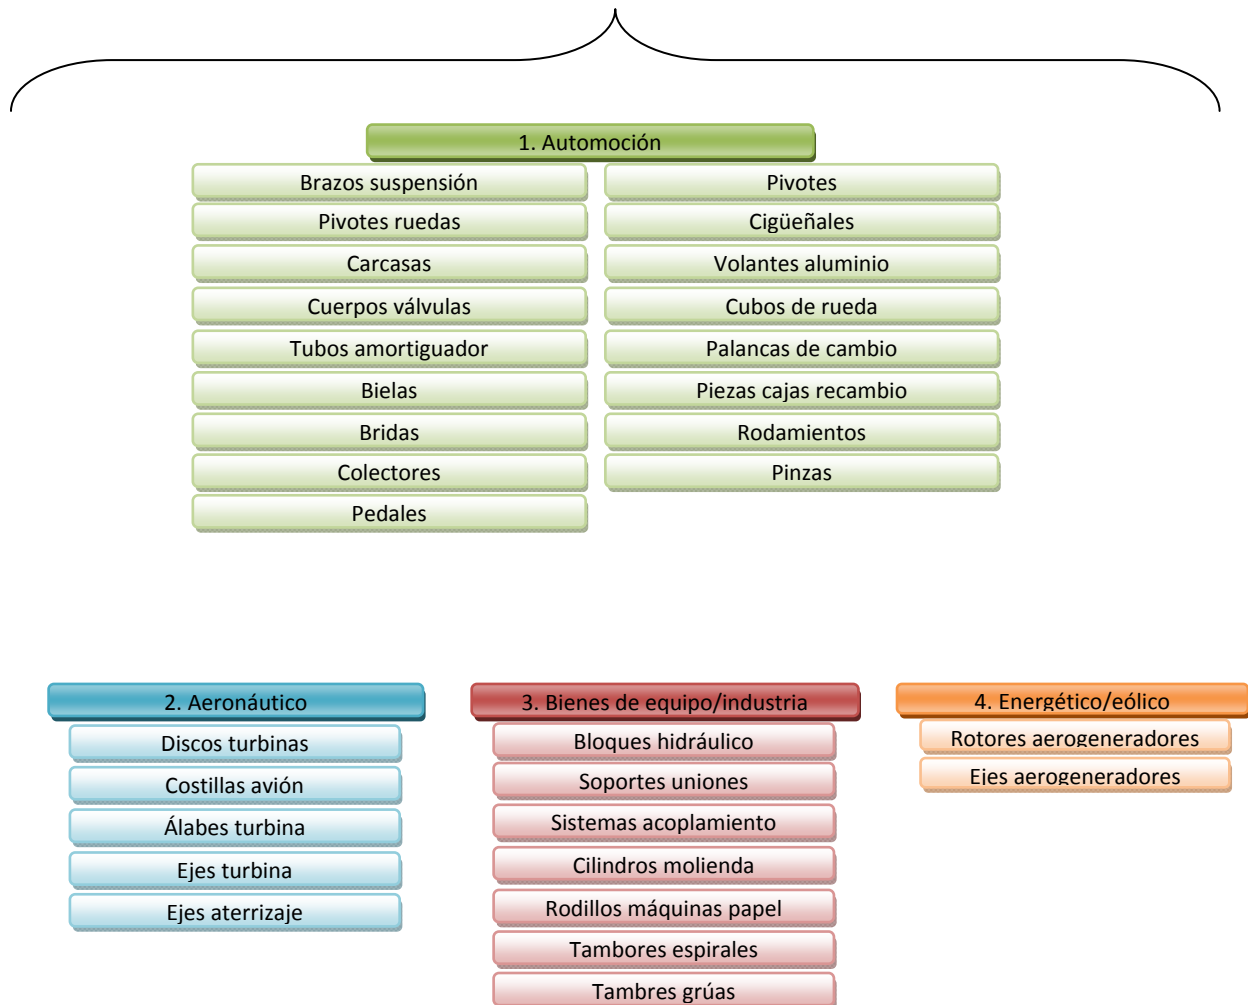 1. Automoción
Brazos suspensión
Pivotes ruedas
Carcasas
Cuerpos válvulas
Tubos amortiguador
Bielas
Bridas
Colectores
Pedales
Pivotes
Cigüeñales
Volantes aluminio
Cubos de rueda
Palancas de cambio
Piezas cajas recambio
Rodamientos
Pinzas
2. Aeronáutico
Discos turbinas
Costillas avión
Álabes turbina
Ejes turbina
Ejes aterrizaje
3. Bienes de equipo/industria
Bloques hidráulico
Soportes uniones
Sistemas acoplamiento
Cilindros molienda
Rodillos máquinas papel
Tambores espirales
Tambres grúas
4. Energético/eólico
Rotores aerogeneradores
Ejes aerogeneradores